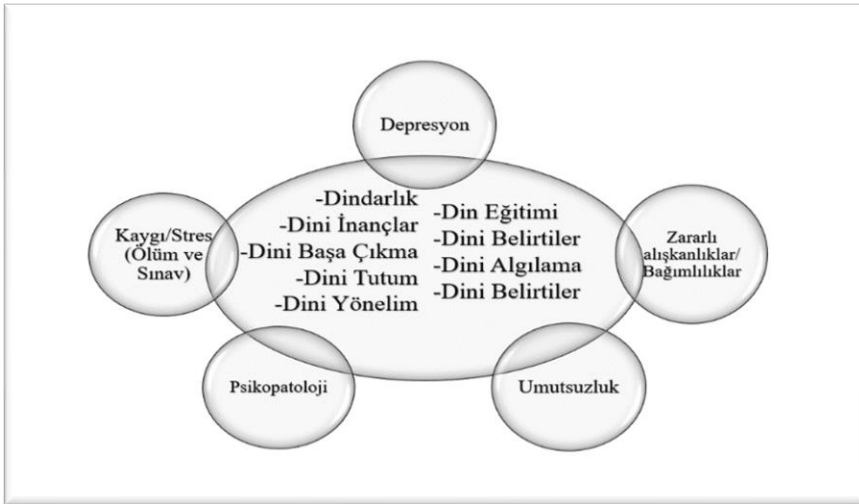 Depresyon
-Dindarlık
-Dini İnançlar
-Dini Başa Çıkma
-Dini Tutum
-Dini Yönelim
-Din Eğitimi
-Dini Belirtiler
-Dini Algılama
-Dini Belirtiler
Kaygı/Stres
(Ölüm ve
Sınav)
Zararlı
alışkanlıklar/
Bağımlılıklar
Psikopatoloji
Umutsuzluk